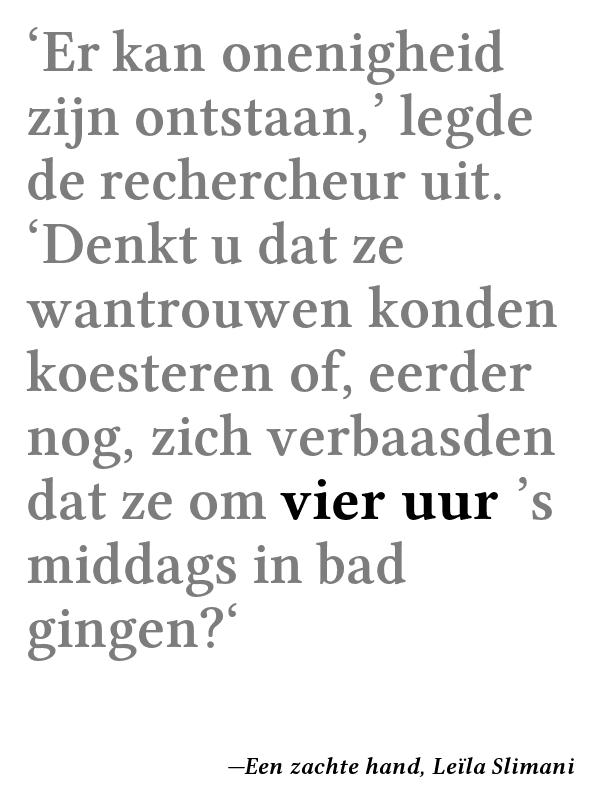 ‘Er kan onenigheid
zijn ontstaan,’ legde
de rechercheur uit.
‘Denkt u dat ze
wantrouwen konden
koesteren of, eerder
nog, zich verbaasden
dat ze om vier uur ’s
middags in bad
gingen?‘
—Een zachte hand, Leïla Slimani